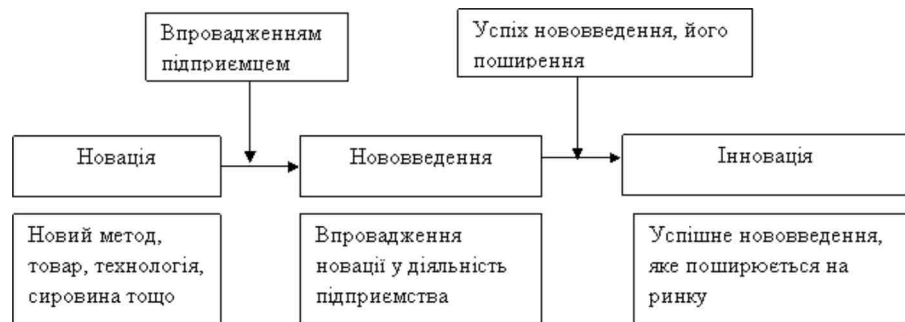 Впровадженням
підприємцем
Успіх нововведення, його
поширення
Новація
Нововведення
Інновація
Новий метод,
товар, технологія,
сировина тощо
Впровадження
новації у діяльність
підприємства
Успішне нововведення,
яке поширюється на
ринку